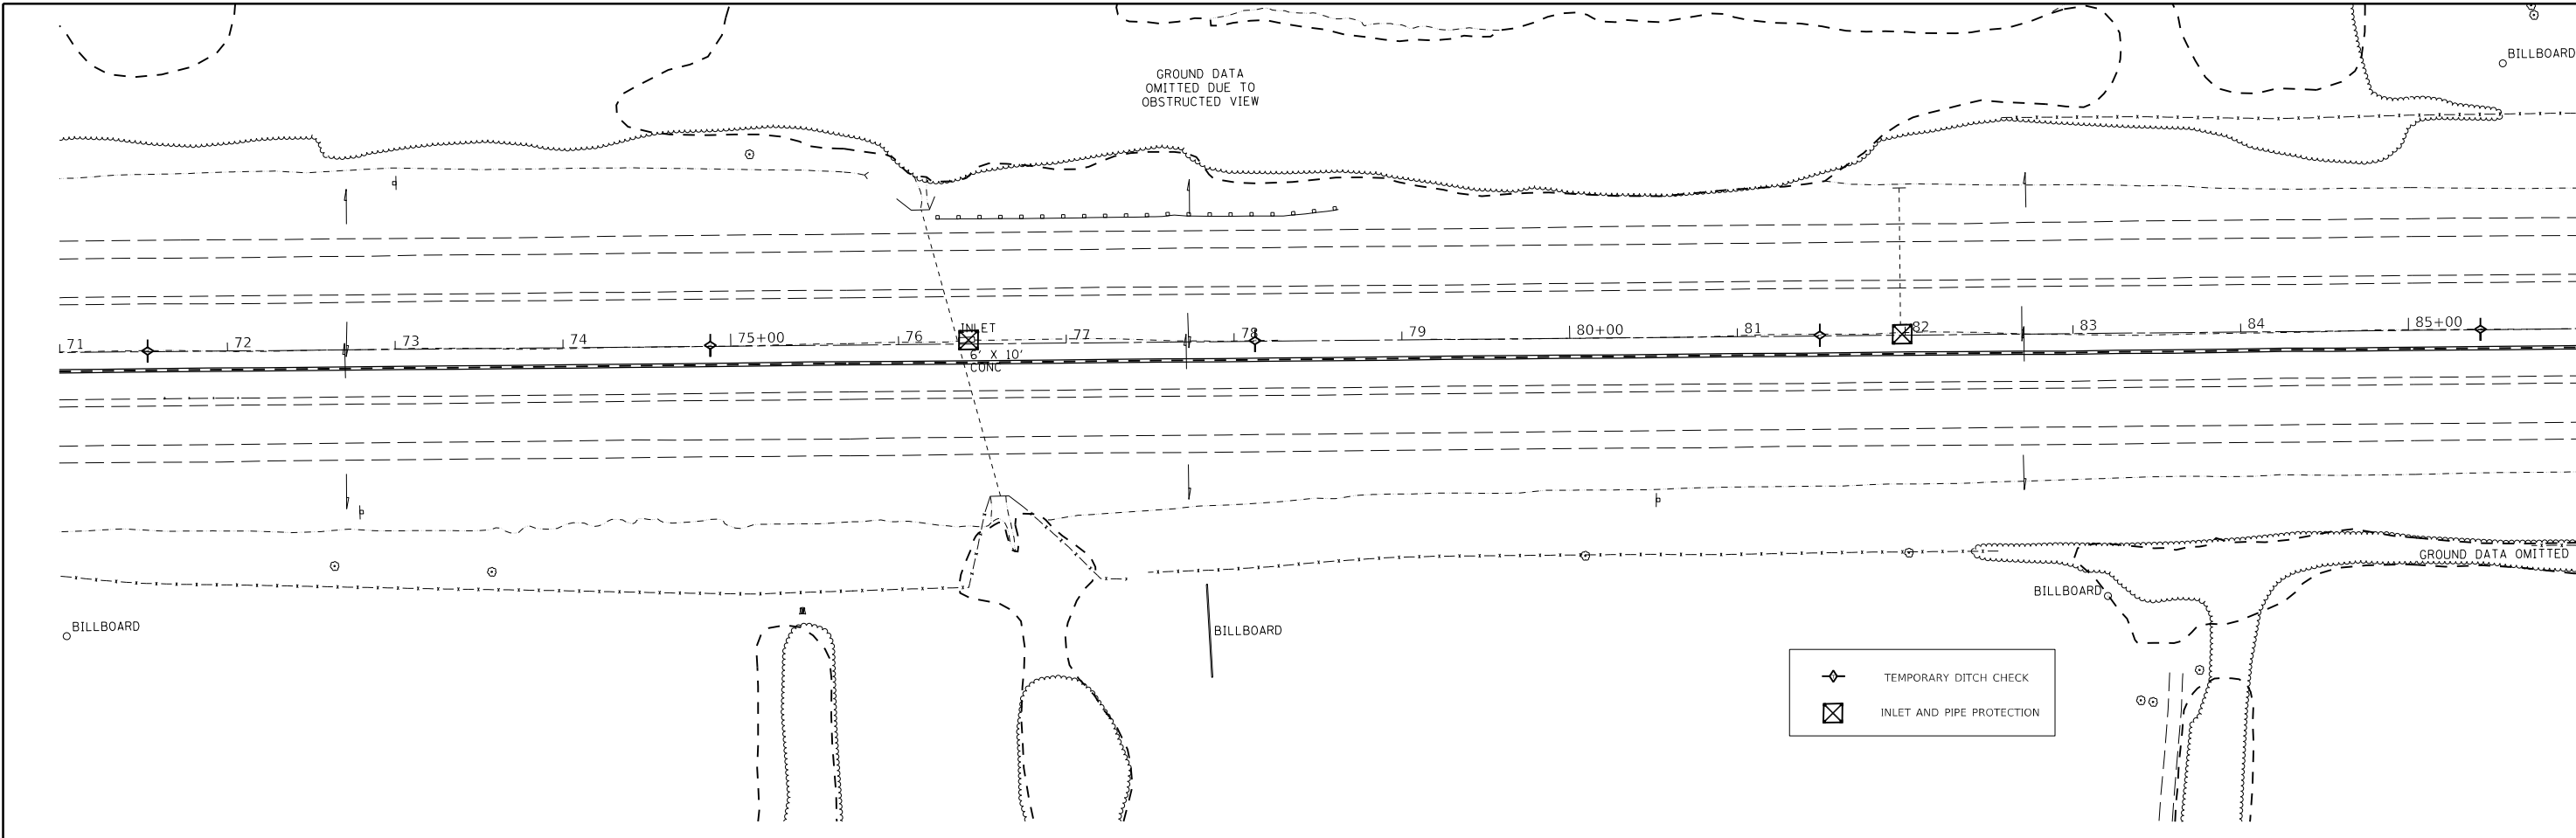 BILLBOARD
GROUND DATA
OMITTED DUE TO
OBSTRUCTED VIEW
71
72
73
74
75+00
76
INLET
77
78
79
80+00
81
82
83
84
85+00
6' X 10'
CONC
GROUND DATA OMITTED
BILLBOARD
BILLBOARD
BILLBOARD
TEMPORARY DITCH CHECK
INLET AND PIPE PROTECTION